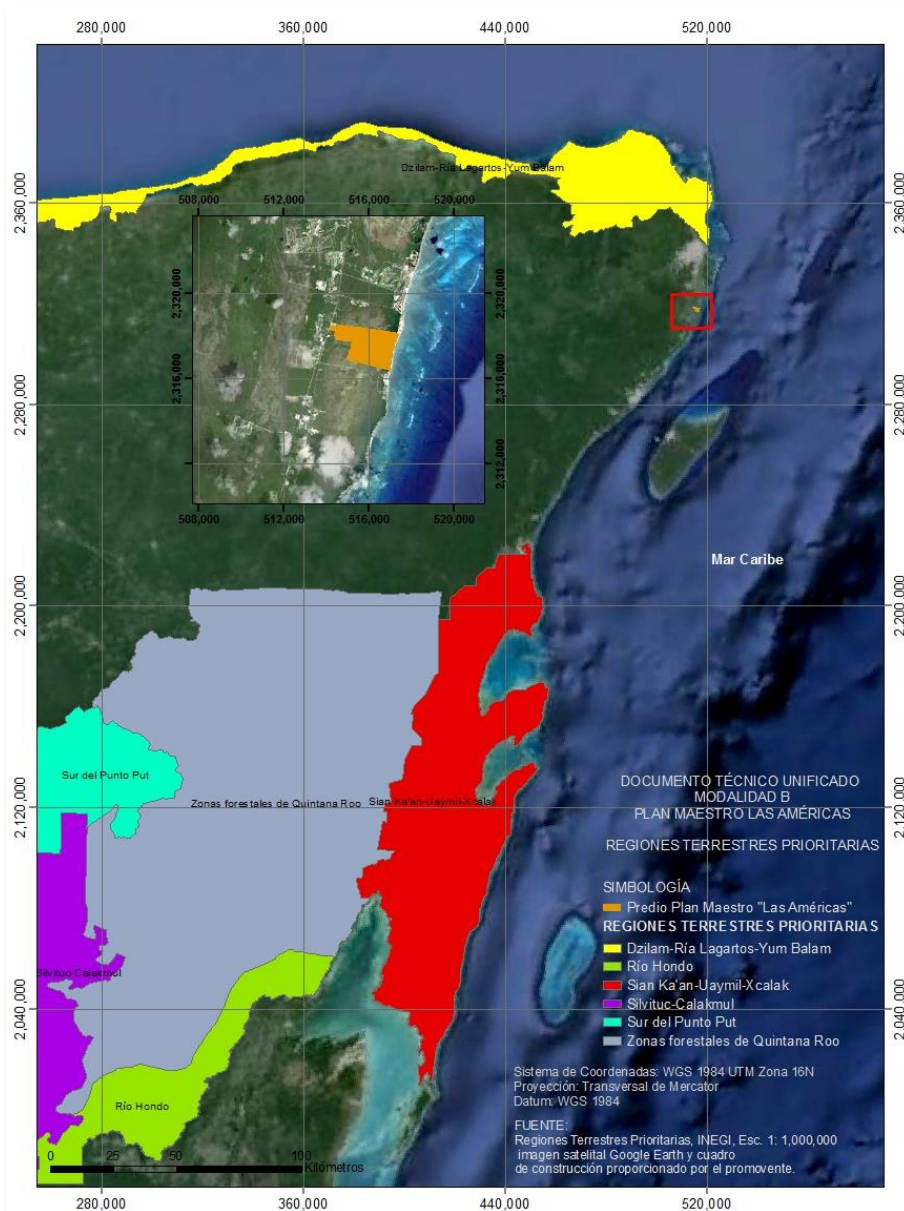 280,000 360,000 440,000 520,000
Dzilam-Ría Lagartos-Yum Balam
2,360,000 2,360,000
508,000 512,000 516,000 520,000
2,320,000 2,320,000
2,316,000 2,316,000
2,312,000 2,312,000
508,000 512,000 516,000 520,000
2,280,000 2,280,000
Mar Caribe
2,200,000 2,200,000
Sur del Punto Put
Zonas forestales de Quintana Roo
Sian Ka'an-Uaymil-Xcalak
2,120,000 2,120,000
DOCUMENTO TÉCNICO UNIFICADO
MODALIDAD B
PLAN MAESTRO LAS AMÉRICAS
REGIONES TERRESTRES PRIORITARIAS
SIMBOLOGÍA
Predio Plan Maestro "Las Américas"
REGIONES TERRESTRES PRIORITARIAS
Dzilam-Ría Lagartos-Yum Balam
Río Hondo
Sian Ka'an-Uaymil-Xcalak
Silvituc-Calakmul
Sur del Punto Put
Zonas forestales de Quintana Roo
Silvituc-Calakmul
2,040,000 2,040,000
Río Hondo
Sistema de Coordenadas: WGS 1984 UTM Zona 16N
Proyección: Transversal de Mercator
Datum: WGS 1984
FUENTE:
Regiones Terrestres Prioritarias, INEGI, Esc. 1: 1,000,000
imagen satelital Google Earth y cuadro
de construcción proporcionado por el promovente.
0 25 50 100
Kilómetros
280,000 360,000 440,000 520,000